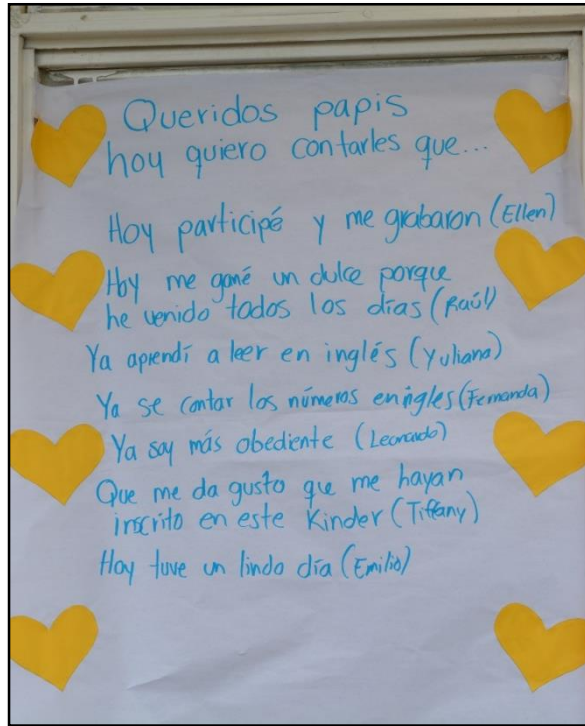 Queridos papis
hoy quiero contarles que...
Hoy participé y me grabaron (Ellen)
Hoy me gané un dulce porque
he venido todos los días (Raúl)
Ya aprendí a leer en inglés (Yuliana)
Ya se contar los números en ingles (Fernanda)
Ya soy más obediente (Leonardo)
Que me da gusto que me hayan
inscrito en este Kinder (Tiffany)
Hoy tuve un lindo día (Emilio)